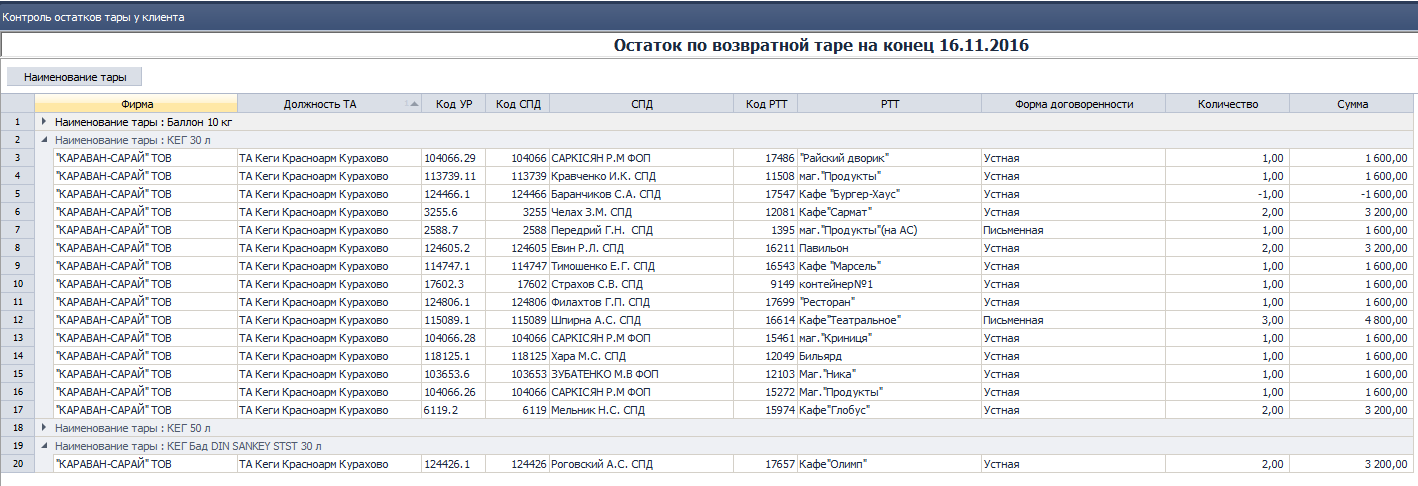 Контроль остатков тары у клиента
Остаток по возвратной таре на конец 16.11.2016
Наименование тары
Фирма Должность ТА Код УР Код СПД СПД Код РТТ РТТ Форма договоренности Количество Сумма
1 Наименование тары : Баллон 10 кг
2 Наименование тары : КЕГ 30 л
3 "КАРАВАН-САРАЙ" ТОВ ТА Кеги Красноарм Курахово 104066.29 104066 САРКІСЯН Р.М ФОП 17486 "Райский дворик" Устная 1,00 1 600,00
4 "КАРАВАН-САРАЙ" ТОВ ТА Кеги Красноарм Курахово 113739.11 113739 Кравченко И.К. СПД 11508 маг."Продукты" Устная 1,00 1 600,00
5 "КАРАВАН-САРАЙ" ТОВ ТА Кеги Красноарм Курахово 124466.1 124466 Баранчиков С.А. СПД 17547 Кафе "Бургер-Хаус" Устная -1,00 -1 600,00
6 "КАРАВАН-САРАЙ" ТОВ ТА Кеги Красноарм Курахово 3255.6 3255 Челах З.М. СПД 12081 Кафе"Сармат" Устная 2,00 3 200,00
7 "КАРАВАН-САРАЙ" ТОВ ТА Кеги Красноарм Курахово 2588.7 2588 Передрий Г.Н. СПД 1395 маг."Продукты"(на АС) Письменная 1,00 1 600,00
8 "КАРАВАН-САРАЙ" ТОВ ТА Кеги Красноарм Курахово 124605.2 124605 Евин Р.Л. СПД 16211 Павильон Устная 2,00 3 200,00
9 "КАРАВАН-САРАЙ" ТОВ ТА Кеги Красноарм Курахово 114747.1 114747 Тимошенко Е.Г. СПД 16543 Кафе "Марсель" Устная 1,00 1 600,00
10 "КАРАВАН-САРАЙ" ТОВ ТА Кеги Красноарм Курахово 17602.3 17602 Страхов С.В. СПД 9149 контейнер№1 Устная 1,00 1 600,00
11 "КАРАВАН-САРАЙ" ТОВ ТА Кеги Красноарм Курахово 124806.1 124806 Филахтов Г.П. СПД 17699 "Ресторан" Устная 1,00 1 600,00
12 "КАРАВАН-САРАЙ" ТОВ ТА Кеги Красноарм Курахово 115089.1 115089 Шпирна А.С. СПД 16614 Кафе"Театральное" Письменная 3,00 4 800,00
13 "КАРАВАН-САРАЙ" ТОВ ТА Кеги Красноарм Курахово 104066.28 104066 САРКІСЯН Р.М ФОП 15461 маг."Криниця" Устная 1,00 1 600,00
14 "КАРАВАН-САРАЙ" ТОВ ТА Кеги Красноарм Курахово 118125.1 118125 Хара М.С. СПД 12049 Бильярд Устная 1,00 1 600,00
15 "КАРАВАН-САРАЙ" ТОВ ТА Кеги Красноарм Курахово 103653.6 103653 ЗУБАТЕНКО М.В ФОП 12103 Маг."Ника" Устная 1,00 1 600,00
16 "КАРАВАН-САРАЙ" ТОВ ТА Кеги Красноарм Курахово 104066.26 104066 САРКІСЯН Р.М ФОП 15272 Маг."Продукты" Устная 1,00 1 600,00
17 "КАРАВАН-САРАЙ" ТОВ ТА Кеги Красноарм Курахово 6119.2 6119 Мельник Н.С. СПД 15974 Кафе"Глобус" Устная 2,00 3 200,00
18 Наименование тары : КЕГ 50 л
19 Наименование тары : КЕГ Бад DIN SANKEY STST 30 л
20 "КАРАВАН-САРАЙ" ТОВ ТА Кеги Красноарм Курахово 124426.1 124426 Роговский А.С. СПД 17657 Кафе"Олимп" Устная 2,00 3 200,00